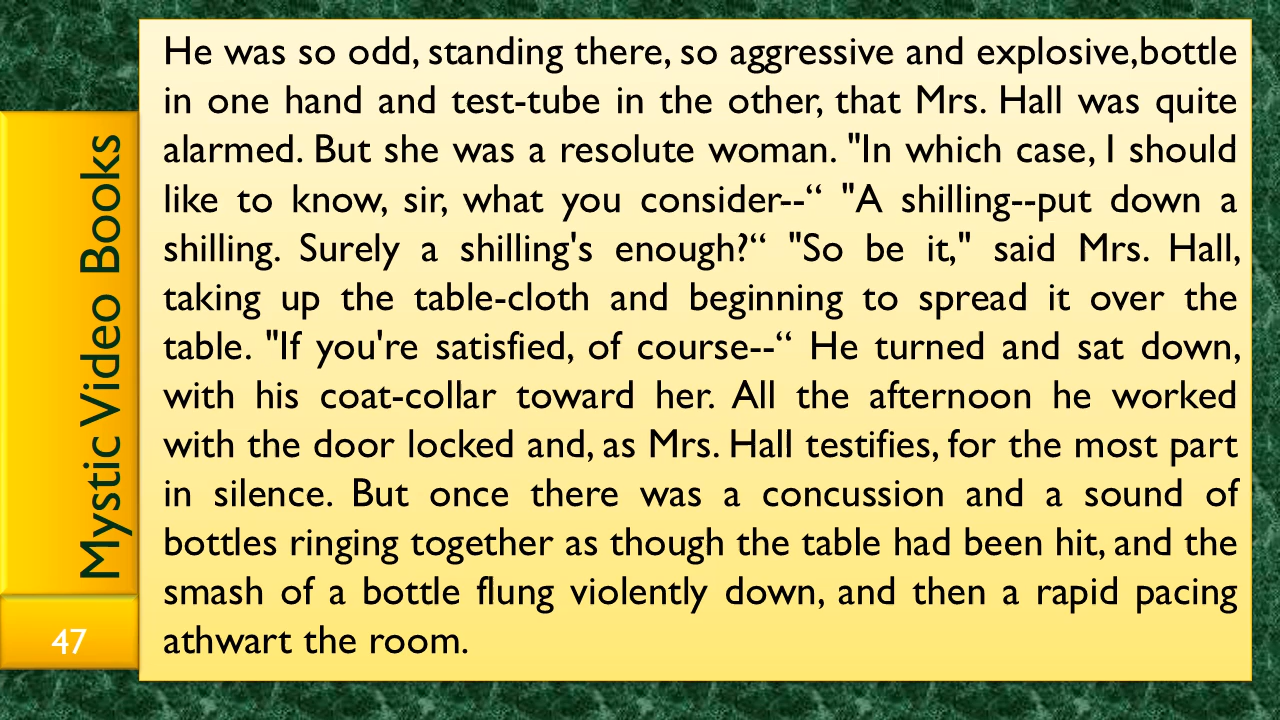 He was so odd, standing there, so aggressive and explosive,bottle
in one hand and test-tube in the other, that Mrs. Hall was quite
alarmed. But she was a resolute woman. "In which case, I should
like to know, sir, what you consider--“ "A shilling--put down a
shilling. Surely a shilling's enough?“ "So be it," said Mrs. Hall,
taking up the table-cloth and beginning to spread it over the
table. "If you're satisfied, of course--“ He turned and sat down,
with his coat-collar toward her. All the afternoon he worked
with the door locked and, as Mrs. Hall testifies, for the most part
in silence. But once there was a concussion and a sound of
bottles ringing together as though the table had been hit, and the
smash of a bottle flung violently down, and then a rapid pacing
athwart the room.
Mystic Video Books
47